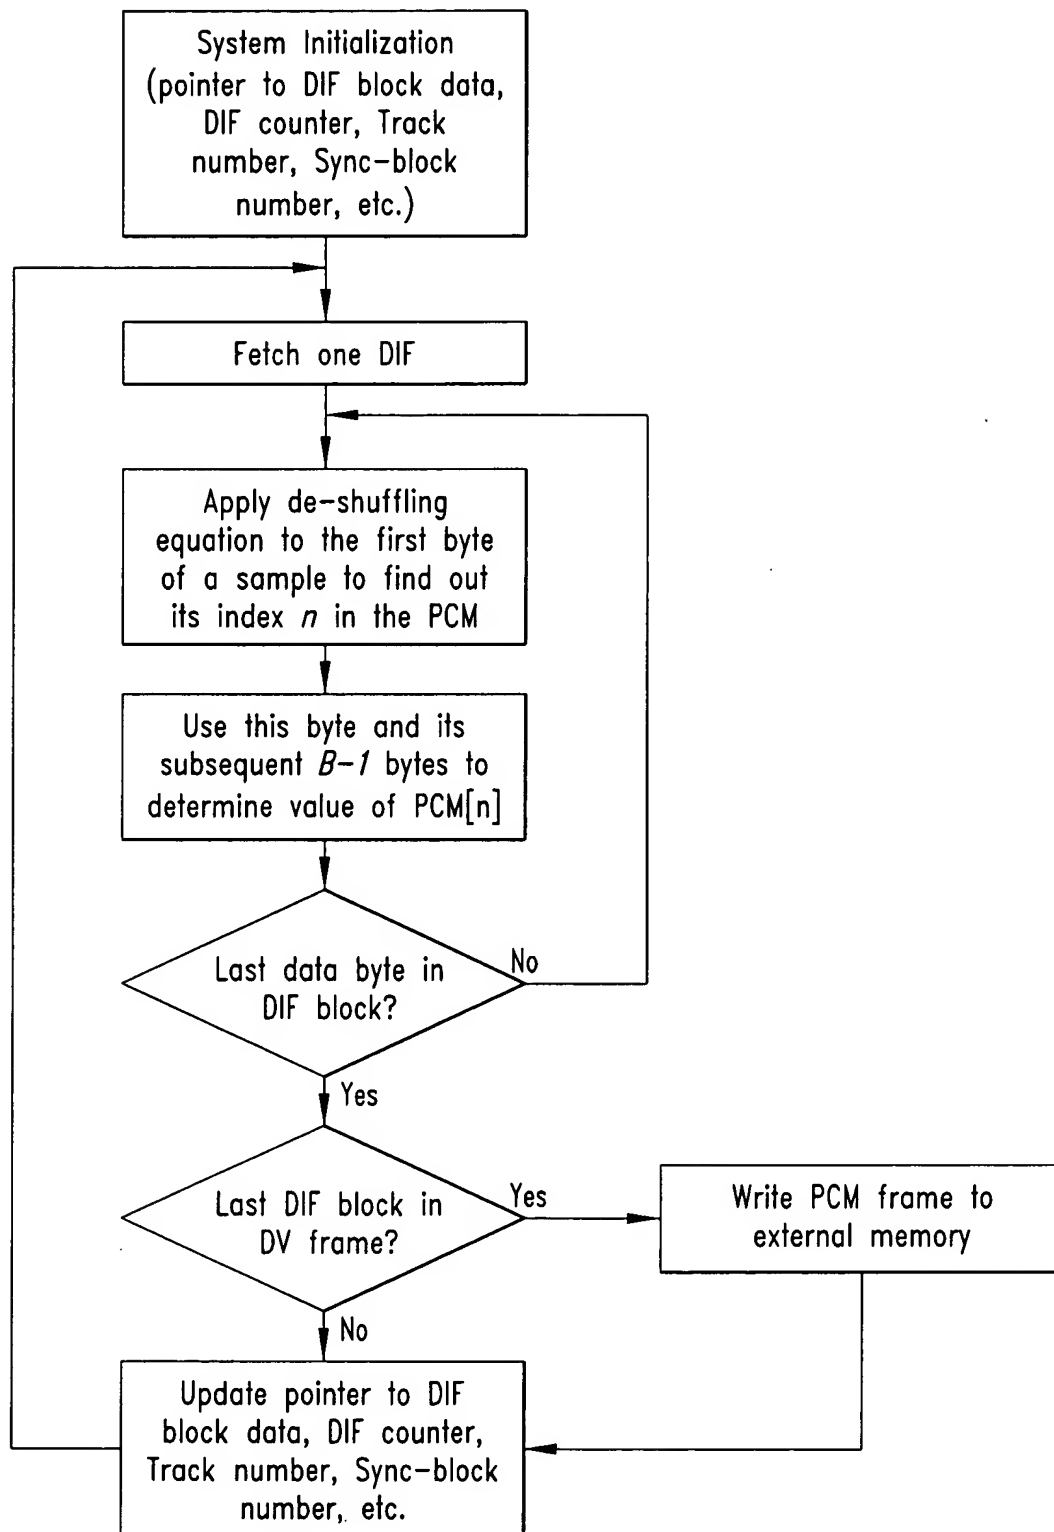 System Initialization
(pointer to DIF block data,
DIF counter, Track
number, Sync-block
number, etc.)
Fetch one DIF
Apply de-shuffling
equation to the first byte
of a sample to find out
its index n in the PCM
Use this byte and its
subsequent B-1 bytes to
determine value of PCM[n]
Last data byte in
DIF block?
No
Yes
Last DIF block in
DV frame?
Yes
Write PCM frame to
external memory
No
Update pointer to DIF
block data, DIF counter,
Track number, Sync-block
number, etc.